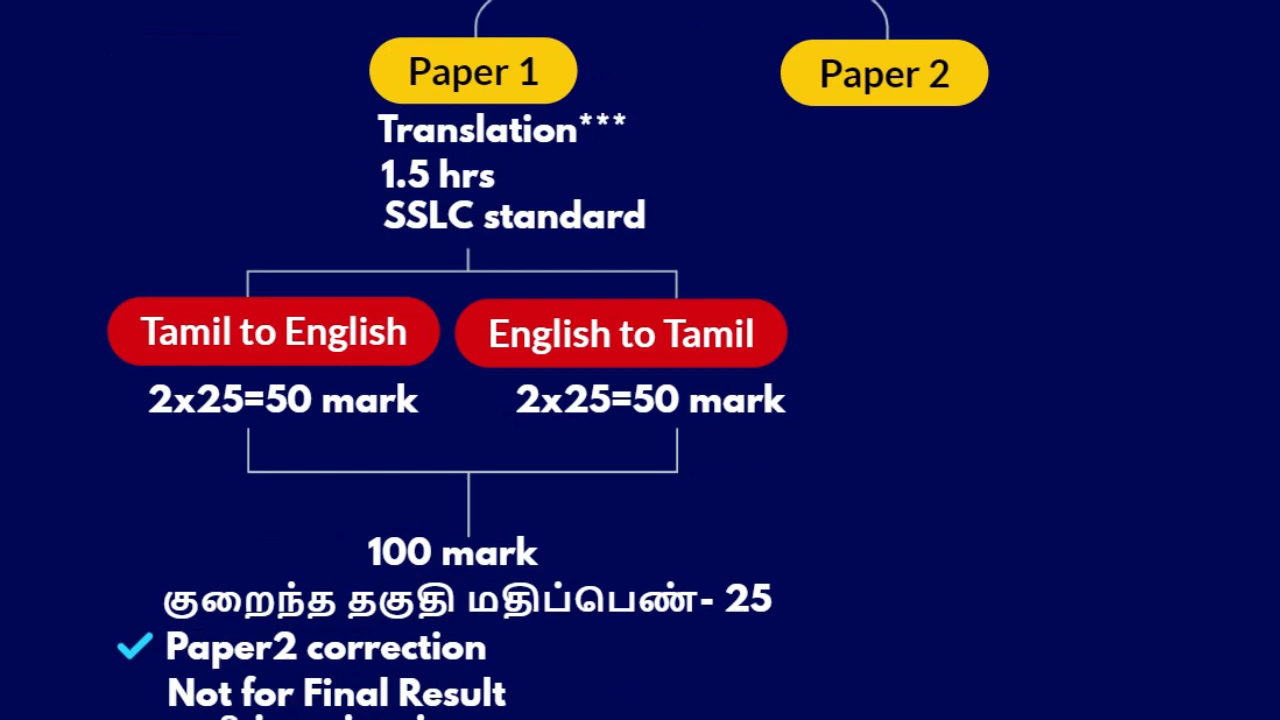 Paper 1
Paper 2
Translation***
1.5 hrs
SSLC standard
Tamil to English
English to Tamil
2x25=50 mark
2x25=50 mark
100 mark
குறைந்த தகுதி மதிப்பெண்- 25
Paper2 correction
Not for Final Result